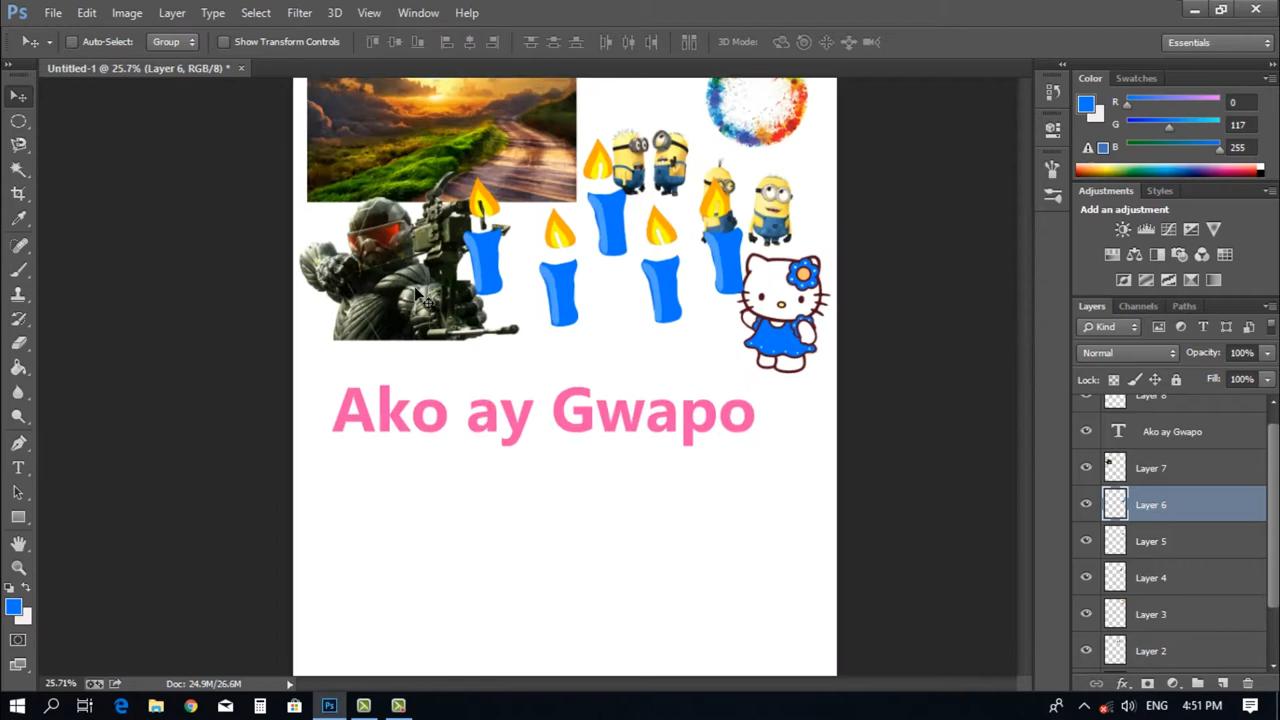 Ps File Edit Image Layer Type Select Filter 3D View Window Help
Auto-Select: Group Show Transform Controls 3D Mode: Essentials
Untitled-1 @ 25.7% (Layer 6, RGB/8) * ×
Color Swatches
R 0
G 117
B 255
Adjustments Styles
Add an adjustment
Layers Channels Paths
Kind
Normal Opacity: 100%
Lock: Fill: 100%
Layer 8
Ako ay Gwapo
Layer 7
Layer 6
Layer 5
Layer 4
Layer 3
Layer 2
Ako ay Gwapo
25.71% Doc: 24.9M/26.6M
ENG 4:51 PM